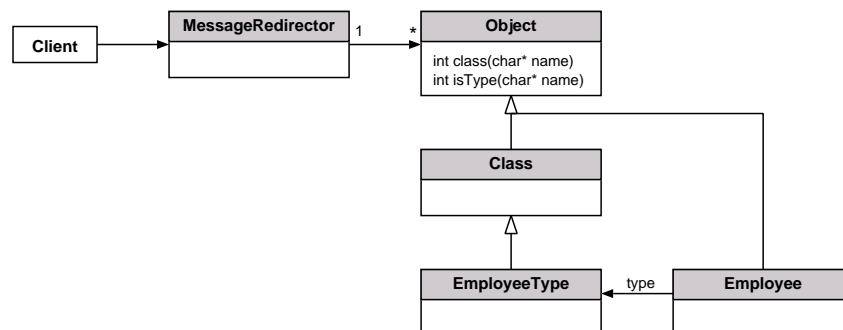 MessageRedirector
1
*
Object
Client
int class(char* name)
int isType(char* name)
Class
EmployeeType
type
Employee